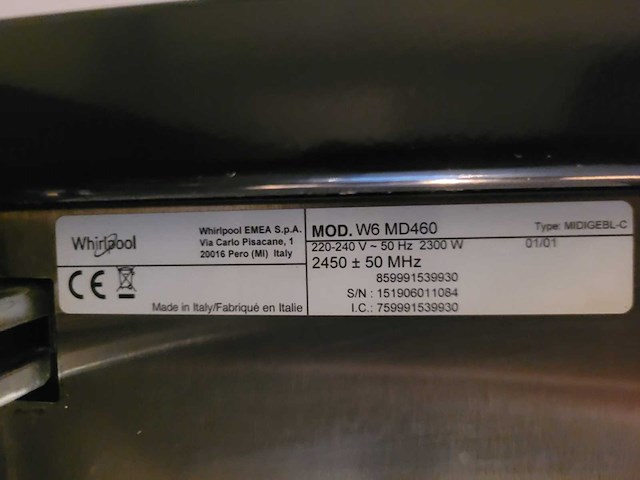 Whirlpool
Whirlpool EMEA S.p.A.
Via Carlo Pisacane, 1
20016 Pero (MI) Italy
CE
Made in Italy/Fabriqué en Italie
MOD. W6 MD460
Type: MIDIGEBL-C
220-240 V ~ 50 Hz 2300 W
01/01
2450 ± 50 MHz
859991539930
S/N : 151906011084
I.C.: 759991539930